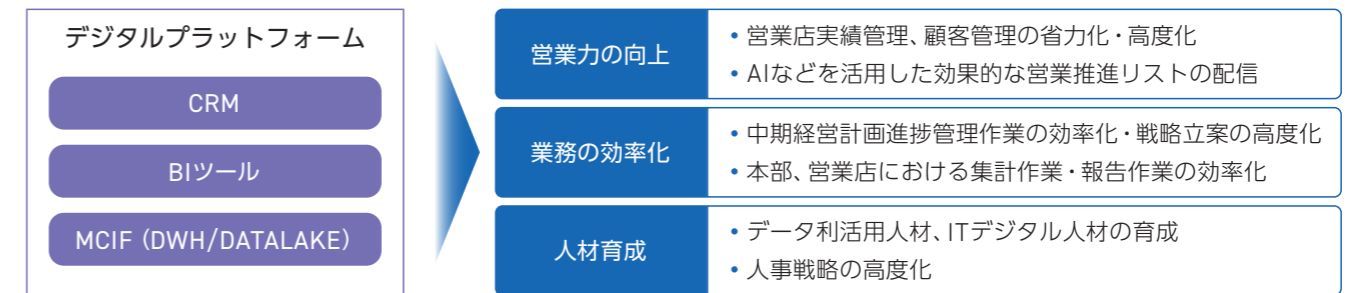 デジタルプラットフォーム
CRM
BIツール
MCIF（DWH/DATALAKE）
営業力の向上
•営業店実績管理、顧客管理の省力化・高度化
•AIなどを活用した効果的な営業推進リストの配信
業務の効率化
•中期経営計画進捗管理作業の効率化・戦略立案の高度化
•本部、営業店における集計作業・報告作業の効率化
人材育成
•データ利活用人材、ITデジタル人材の育成
•人事戦略の高度化